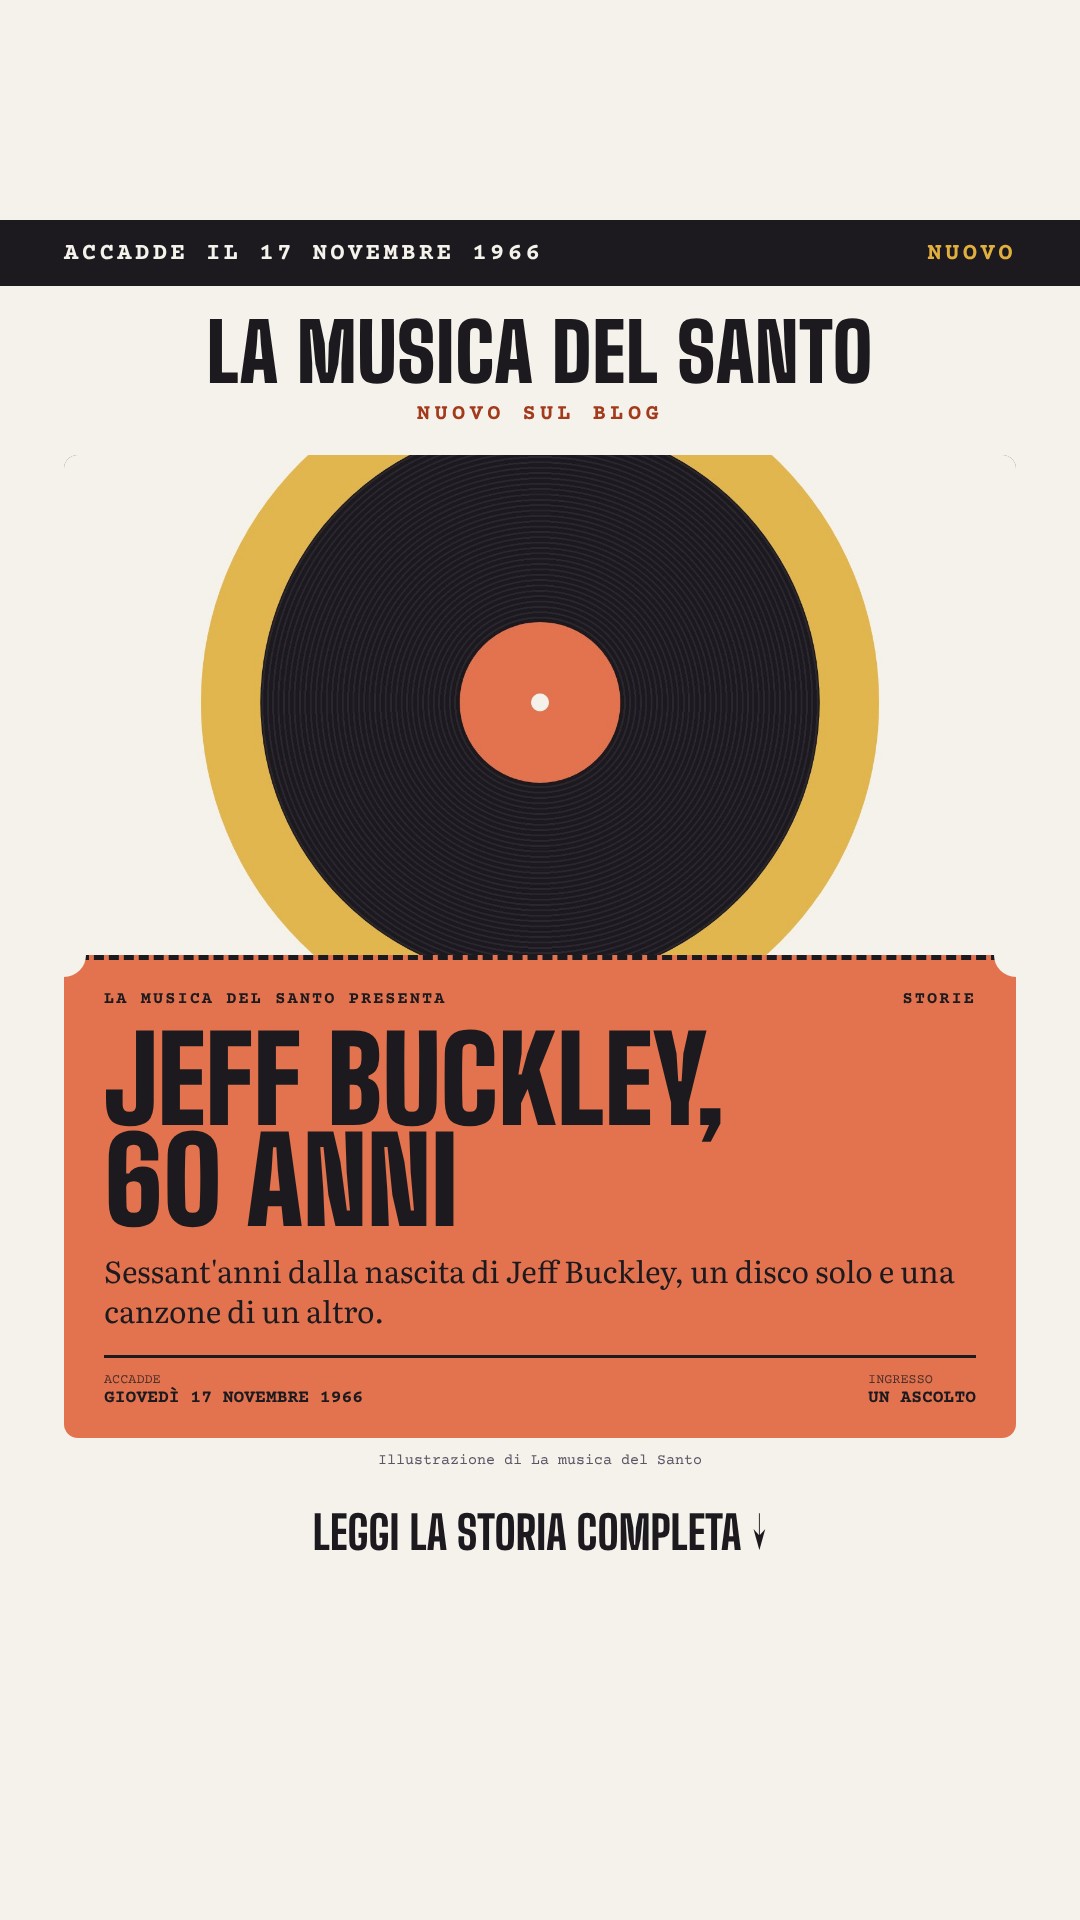 ACCADDE IL 17 NOVEMBRE 1966
NUOVO
LA MUSICA DEL SANTO
NUOVO SUL BLOG
LA MUSICA DEL SANTO PRESENTA
STORIE
JEFF BUCKLEY,
60 ANNI
Sessant'anni dalla nascita di Jeff Buckley, un disco solo e una
canzone di un altro.
ACCADDE
GIOVEDÌ 17 NOVEMBRE 1966
INGRESSO
UN ASCOLTO
Illustrazione di La musica del Santo
LEGGI LA STORIA COMPLETA ↓